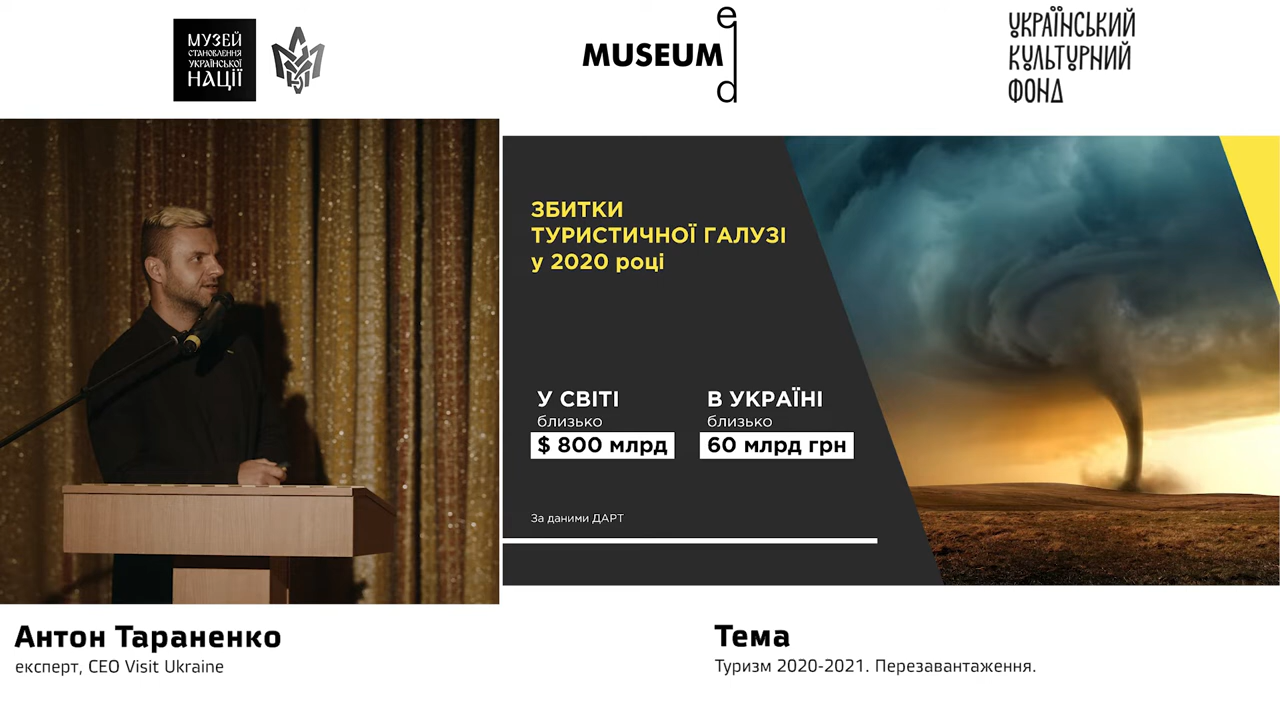 МУЗЕЙ
СТАНОВЛЕННЯ
УКРАЇНСЬКОЇ
НАЦІЇ
MUSEUM
ed
УКРАЇНСЬКИЙ
КУЛЬТУРНИЙ
ФОНД
ЗБИТКИ
ТУРИСТИЧНОЇ ГАЛУЗІ
у 2020 році
У СВІТІ
близько
$ 800 млрд
В УКРАЇНІ
близько
60 млрд грн
За даними ДАРТ
Антон Тараненко
експерт, CEO Visit Ukraine
Тема
Туризм 2020-2021. Перезавантаження.